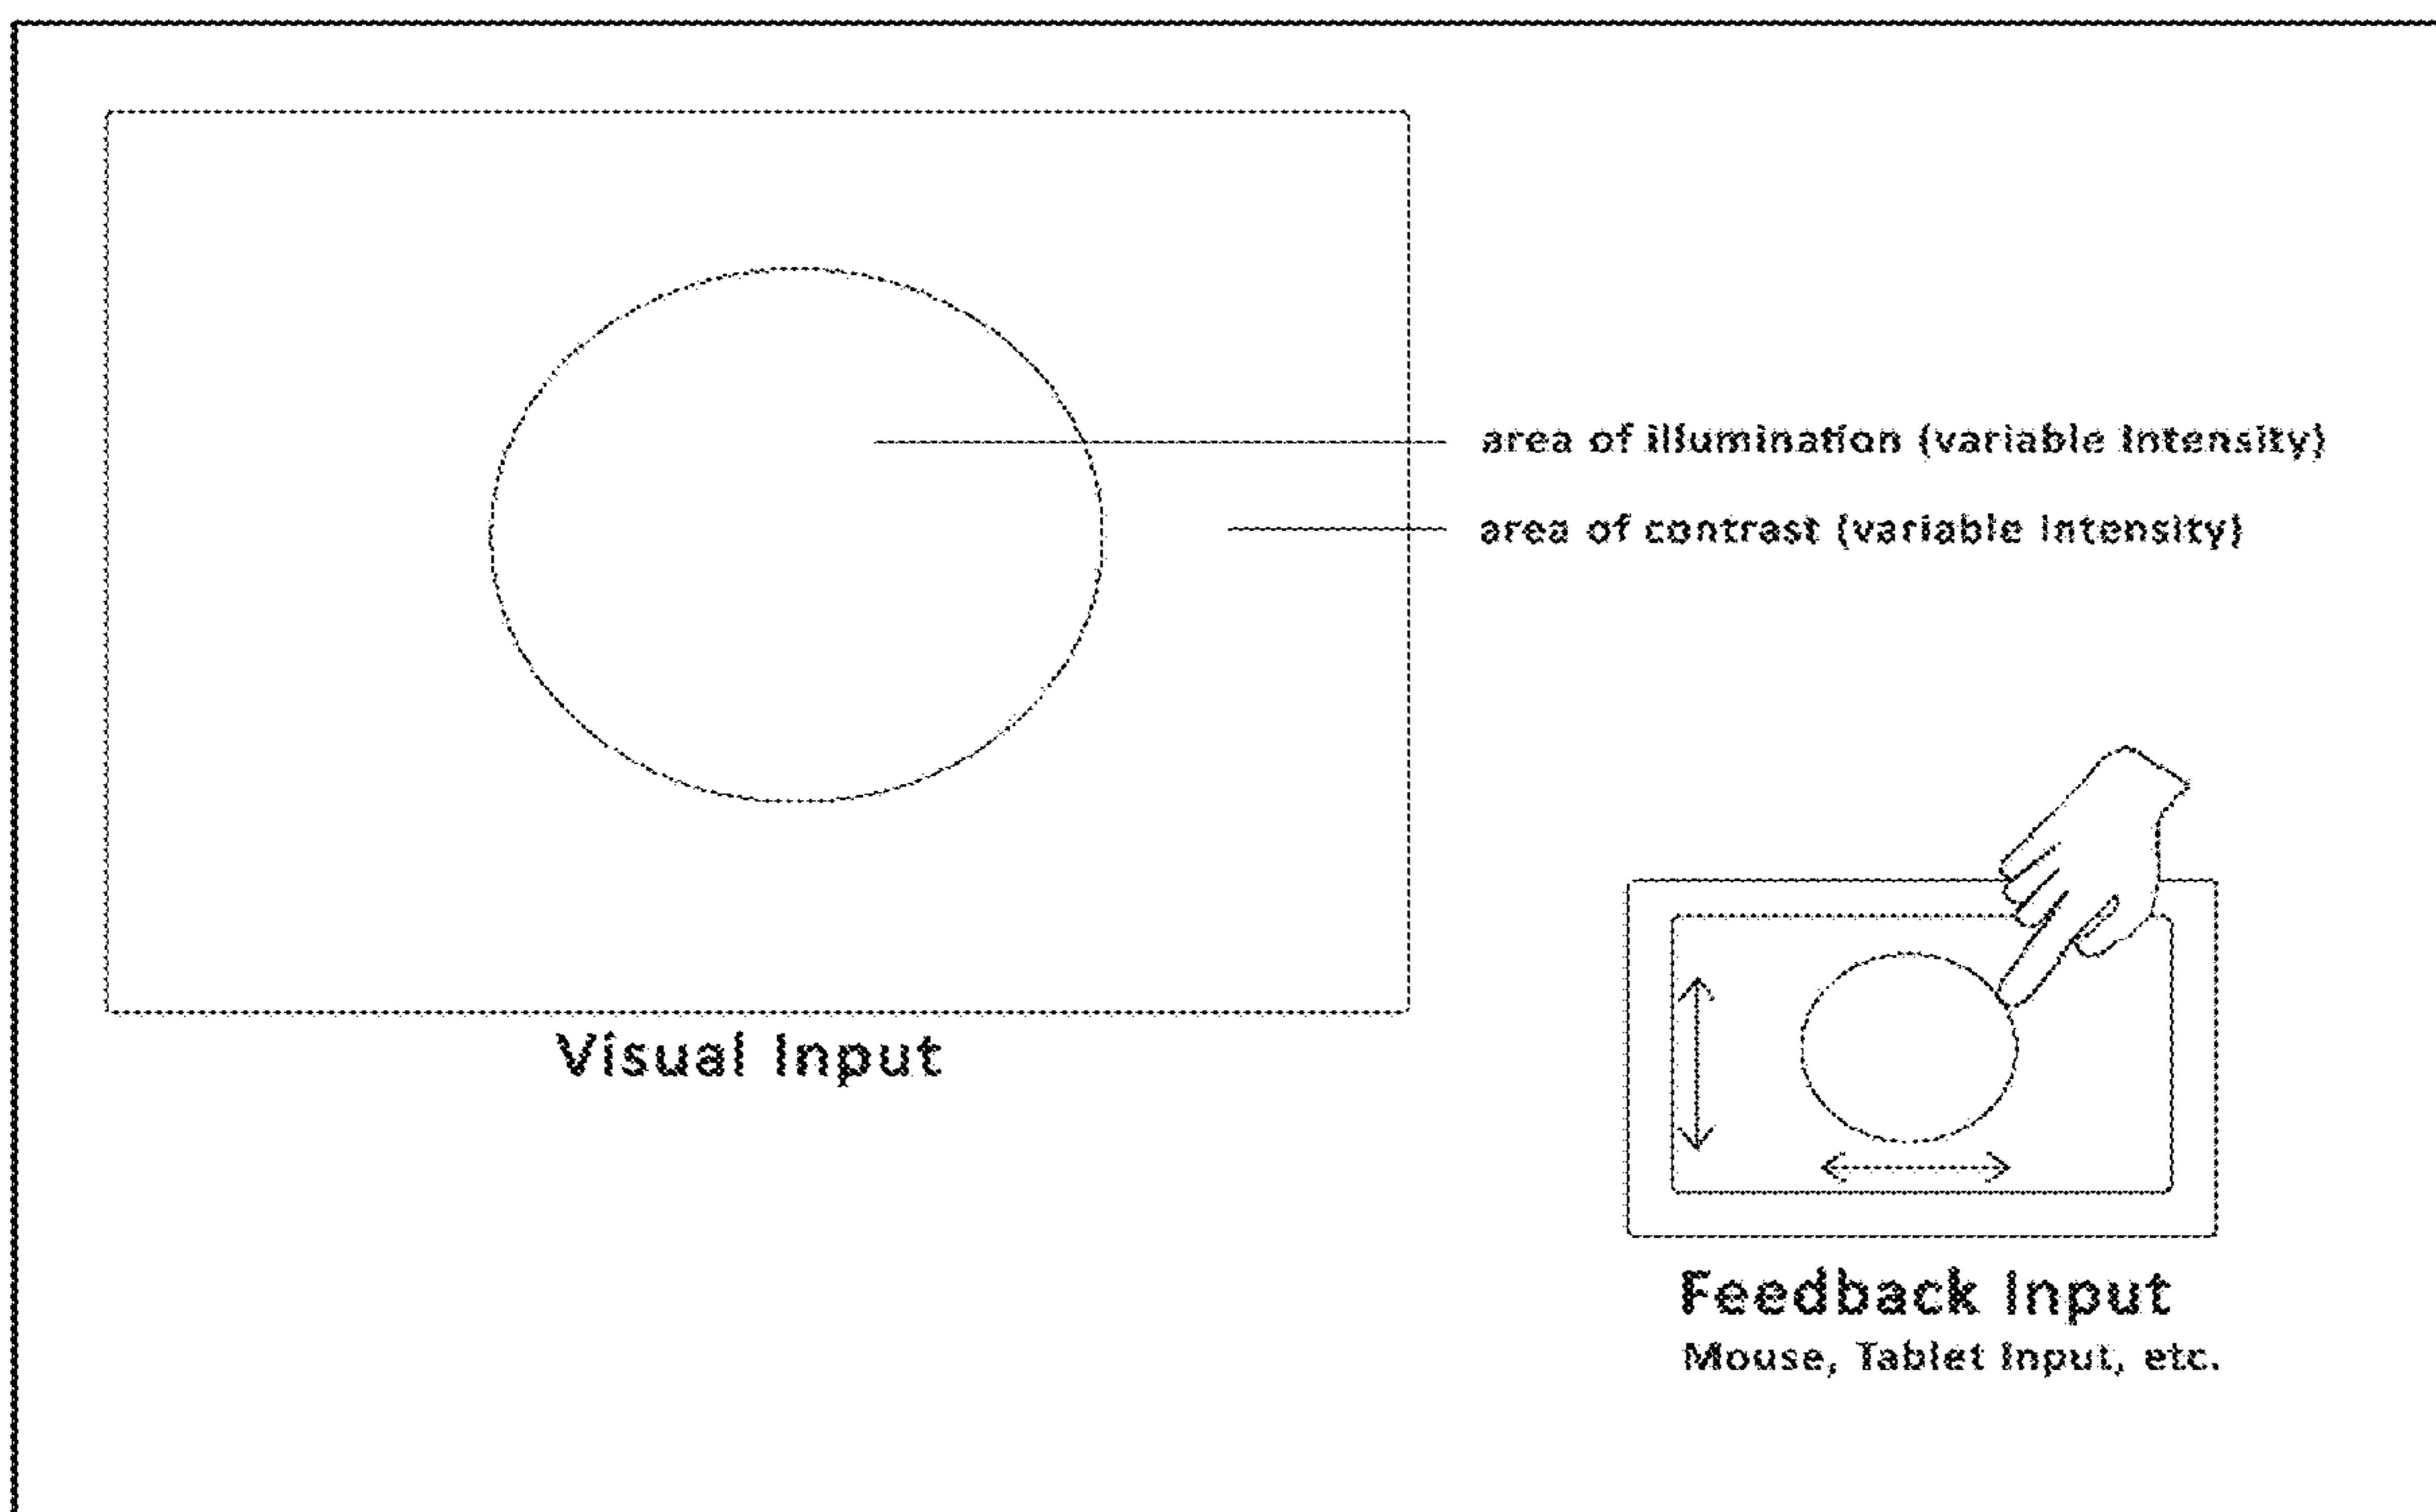 area of illumination (variable Intensity)
area of contrast (variable Intensity)
Visual Input
Feedback Input
Mouse, Tablet Input, etc.